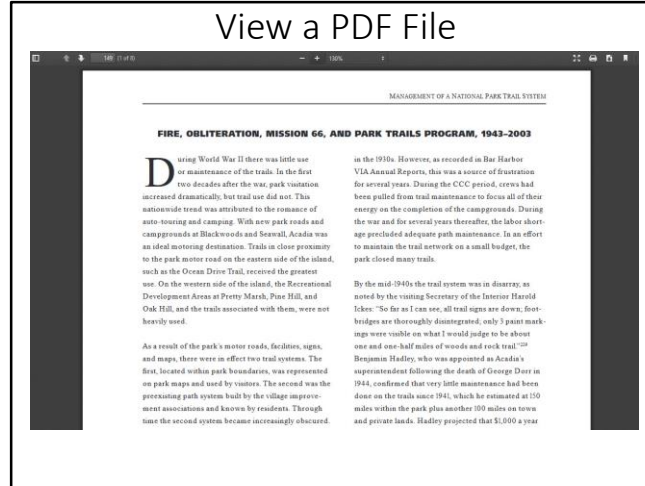 View a PDF File
149 (1 of 8)
130%
MANAGEMENT OF A NATIONAL PARK TRAIL SYSTEM
FIRE, OBLITERATION, MISSION 66, AND PARK TRAILS PROGRAM, 1943–2003
During World War II there was little use
or maintenance of the trails. In the first
two decades after the war, park visitation
increased dramatically, but trail use did not. This
nationwide trend was attributed to the romance of
auto-touring and camping. With new park roads and
campgrounds at Blackwoods and Seawall, Acadia was
an ideal motoring destination. Trails in close proximity
to the park motor road on the eastern side of the island,
such as the Ocean Drive Trail, received the greatest
use. On the western side of the island, the Recreational
Development Areas at Pretty Marsh, Pine Hill, and
Oak Hill, and the trails associated with them, were not
heavily used.
As a result of the park's motor roads, facilities, signs,
and maps, there were in effect two trail systems. The
first, located within park boundaries, was represented
on park maps and used by visitors. The second was the
preexisting path system built by the village improve-
ment associations and known by residents. Through
time the second system became increasingly obscured.
in the 1930s. However, as recorded in Bar Harbor
VIA Annual Reports, this was a source of frustration
for several years. During the CCC period, crews had
been pulled from trail maintenance to focus all of their
energy on the completion of the campgrounds. During
the war and for several years thereafter, the labor short-
age precluded adequate path maintenance. In an effort
to maintain the trail network on a small budget, the
park closed many trails.
By the mid-1940s the trail system was in disarray, as
noted by the visiting Secretary of the Interior Harold
Ickes: "So far as I can see, all trail signs are down; foot-
bridges are thoroughly disintegrated; only 3 paint mark-
ings were visible on what I would judge to be about
one and one-half miles of woods and rock trail."
Benjamin Hadley, who was appointed as Acadia's
superintendent following the death of George Dorr in
1944, confirmed that very little maintenance had been
done on the trails since 1941, which he estimated at 150
miles within the park plus another 100 miles on town
and private lands. Hadley projected that $1,000 a year